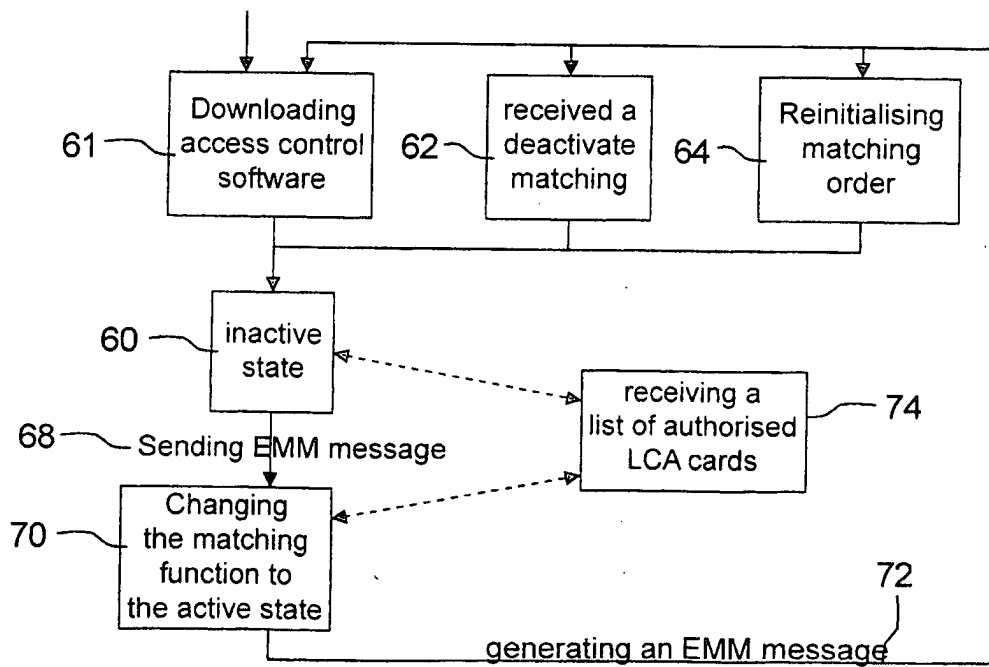 Downloading
access control
software
61
received a
deactivate
matching
62
Reinitialising
matching
order
64
inactive
state
60
receiving a
list of authorised
LCA cards
74
68
Sending EMM message
Changing
the matching
function to
the active state
70
72
generating an EMM message